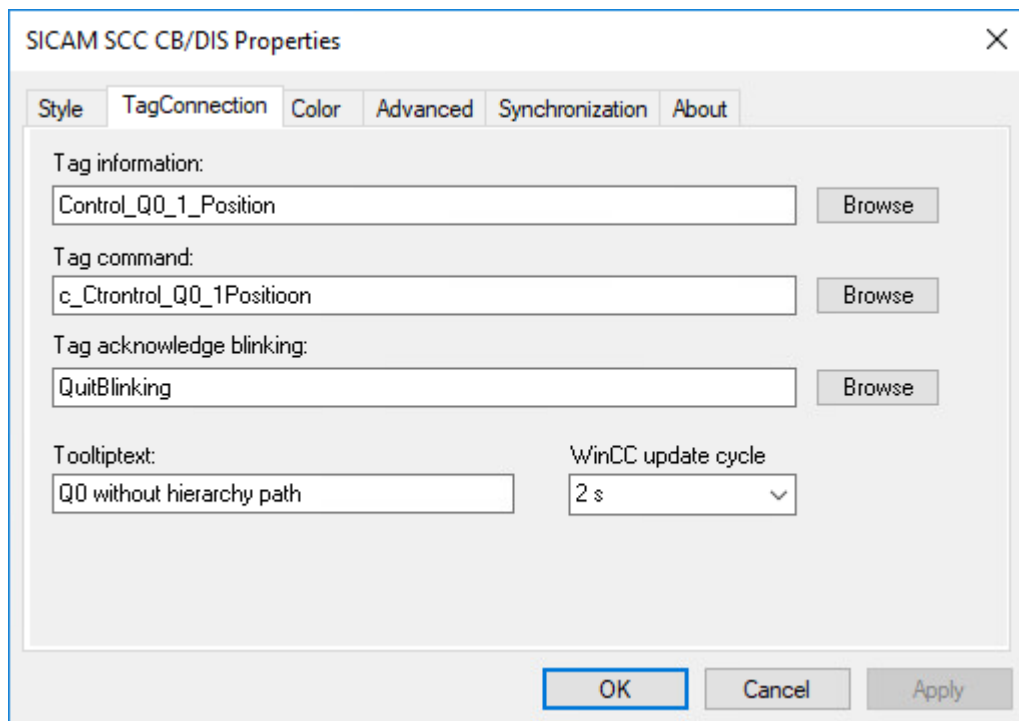 SICAM SCC CB/DIS Properties
Style TagConnection Color Advanced Synchronization About
Tag information:
Control_Q0_1_Position Browse
Tag command:
c_Ctrontrol_Q0_1Positioon Browse
Tag acknowledge blinking:
QuitBlinking Browse
Tooltiptext: WinCC update cycle
Q0 without hierarchy path 2 s
OK Cancel Apply